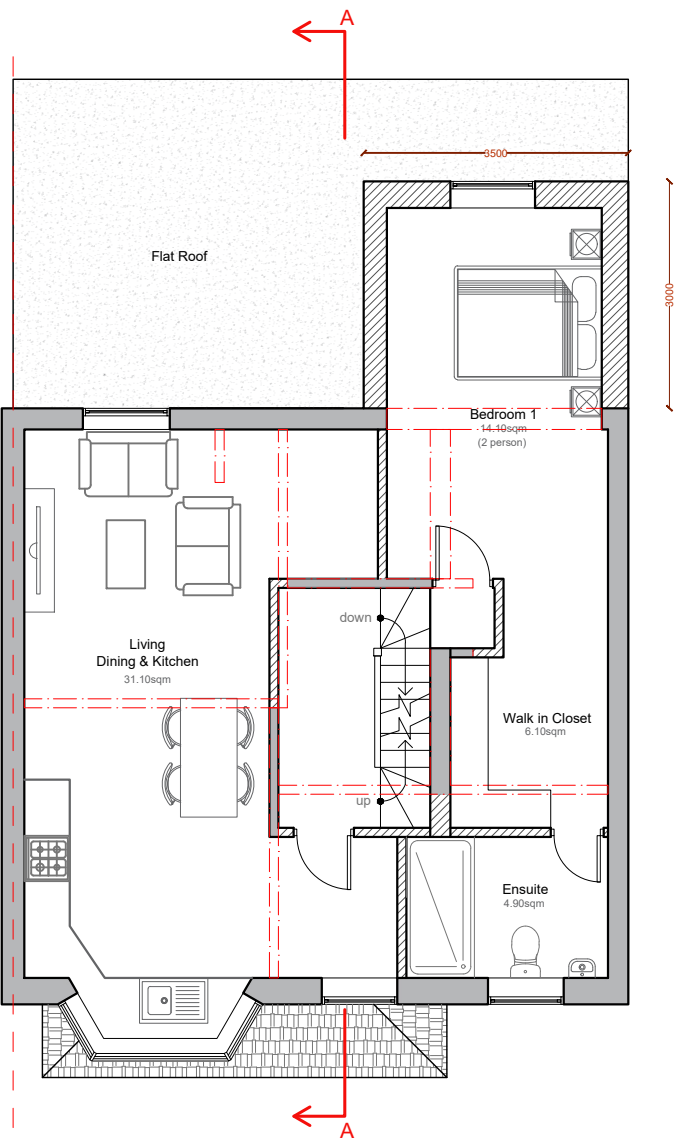 A
3500
3000
Flat Roof
Bedroom 1
14.10sqm
(2 person)
down
Living
Dining & Kitchen
31.10sqm
Walk in Closet
6.10sqm
up
Ensuite
4.90sqm
A